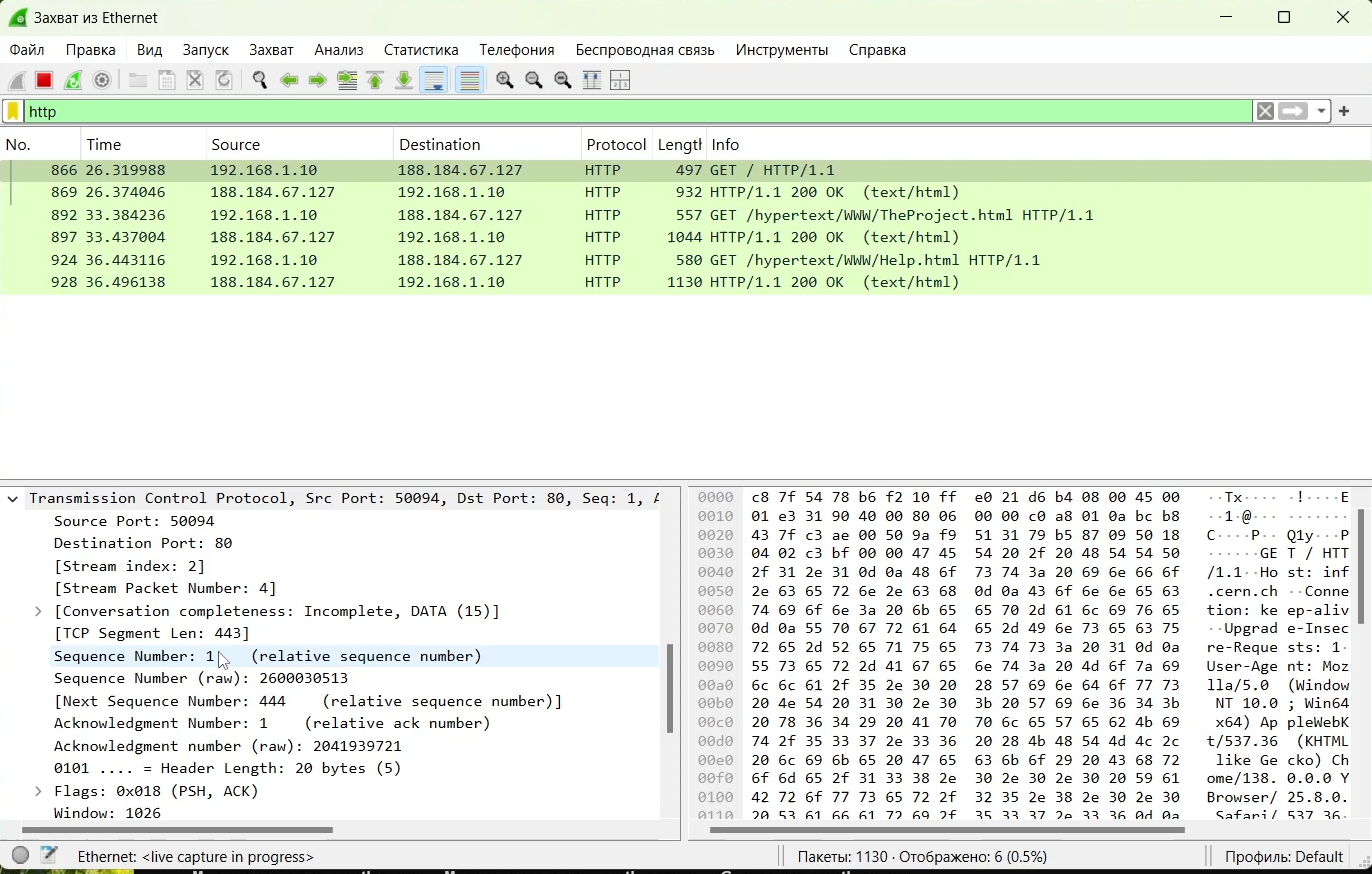 Захват из Ethernet
Файл Правка Вид Запуск Захват Анализ Статистика Телефония Беспроводная связь Инструменты Справка
http
No. Time Source Destination Protocol Length Info
866 26.319988 192.168.1.10 188.184.67.127 HTTP 497 GET / HTTP/1.1
869 26.374046 188.184.67.127 192.168.1.10 HTTP 932 HTTP/1.1 200 OK (text/html)
892 33.384236 192.168.1.10 188.184.67.127 HTTP 557 GET /hypertext/WWW/TheProject.html HTTP/1.1
897 33.437004 188.184.67.127 192.168.1.10 HTTP 1044 HTTP/1.1 200 OK (text/html)
924 36.443116 192.168.1.10 188.184.67.127 HTTP 580 GET /hypertext/WWW/Help.html HTTP/1.1
928 36.496138 188.184.67.127 192.168.1.10 HTTP 1130 HTTP/1.1 200 OK (text/html)
Transmission Control Protocol, Src Port: 50094, Dst Port: 80, Seq: 1, A
Source Port: 50094
Destination Port: 80
[Stream index: 2]
[Stream Packet Number: 4]
[Conversation completeness: Incomplete, DATA (15)]
[TCP Segment Len: 443]
Sequence Number: 1 (relative sequence number)
Sequence Number (raw): 2600030513
[Next Sequence Number: 444 (relative sequence number)]
Acknowledgment Number: 1 (relative ack number)
Acknowledgment number (raw): 2041939721
0101 .... = Header Length: 20 bytes (5)
Flags: 0x018 (PSH, ACK)
Window: 1026
0000 c8 7f 54 78 b6 f2 10 ff e0 21 d6 b4 08 00 45 00 ··Tx···· ·!····E
0010 01 e3 31 90 40 00 80 06 00 00 c0 a8 01 0a bc b8 ··1·@··· ········
0020 43 7f c3 ae 00 50 9a f9 51 31 79 b5 87 09 50 18 C····P·· Q1y···P
0030 04 02 c3 bf 00 00 47 45 54 20 2f 20 48 54 54 50 ······GE T / HTT
0040 2f 31 2e 31 0d 0a 48 6f 73 74 3a 20 69 6e 66 6f /1.1··Ho st: inf
0050 2e 63 65 72 6e 2e 63 68 0d 0a 43 6f 6e 6e 65 63 .cern.ch ··Conne
0060 74 69 6f 6e 3a 20 6b 65 65 70 2d 61 6c 69 76 65 tion: ke ep-aliv
0070 0d 0a 55 70 67 72 61 64 65 2d 49 6e 73 65 63 75 ··Upgrad e-Insec
0080 72 65 2d 52 65 71 75 65 73 74 73 3a 20 31 0d 0a re-Reque sts: 1·
0090 55 73 65 72 2d 41 67 65 6e 74 3a 20 4d 6f 7a 69 User-Age nt: Moz
00a0 6c 6c 61 2f 35 2e 30 20 28 57 69 6e 64 6f 77 73 lla/5.0 (Window
00b0 20 4e 54 20 31 30 2e 30 3b 20 57 69 6e 36 34 3b NT 10.0 ; Win64
00c0 20 78 36 34 29 20 41 70 70 6c 65 57 65 62 4b 69 x64) Ap pleWebK
00d0 74 2f 35 33 37 2e 33 36 20 28 4b 48 54 4d 4c 2c t/537.36 (KHTML
00e0 20 6c 69 6b 65 20 47 65 63 6b 6f 29 20 43 68 72 like Ge cko) Ch
00f0 6f 6d 65 2f 31 33 38 2e 30 2e 30 2e 30 20 59 61 ome/138. 0.0.0 Y
0100 42 72 6f 77 73 65 72 2f 32 35 2e 38 2e 30 2e 30 Browser/ 25.8.0.
0110 20 53 61 66 61 72 69 2f 35 33 37 2e 33 36 0d 0a Safari/ 537.36·
Ethernet: <live capture in progress> Пакеты: 1130 · Отображено: 6 (0.5%) Профиль: Default